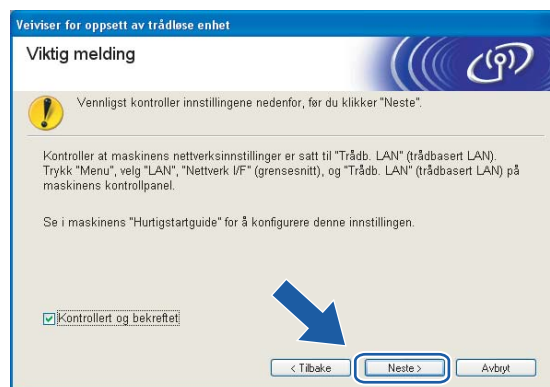 Veiviser for oppsett av trådløse enhet
Viktig melding
Vennligst kontroller innstillingene nedenfor, før du klikker "Neste".
Kontroller at maskinens nettverksinnstillinger er satt til "Trådb. LAN" (trådbasert LAN).
Trykk "Menu", velg "LAN", "Nettverk I/F" (grensesnitt), og "Trådb. LAN" (trådbasert LAN) på
maskinens kontrollpanel.
Se i maskinens "Hurtigstartguide" for å konfigurere denne innstillingen.
Kontrollert og bekreftet
< Tilbake
Neste >
Avbryt